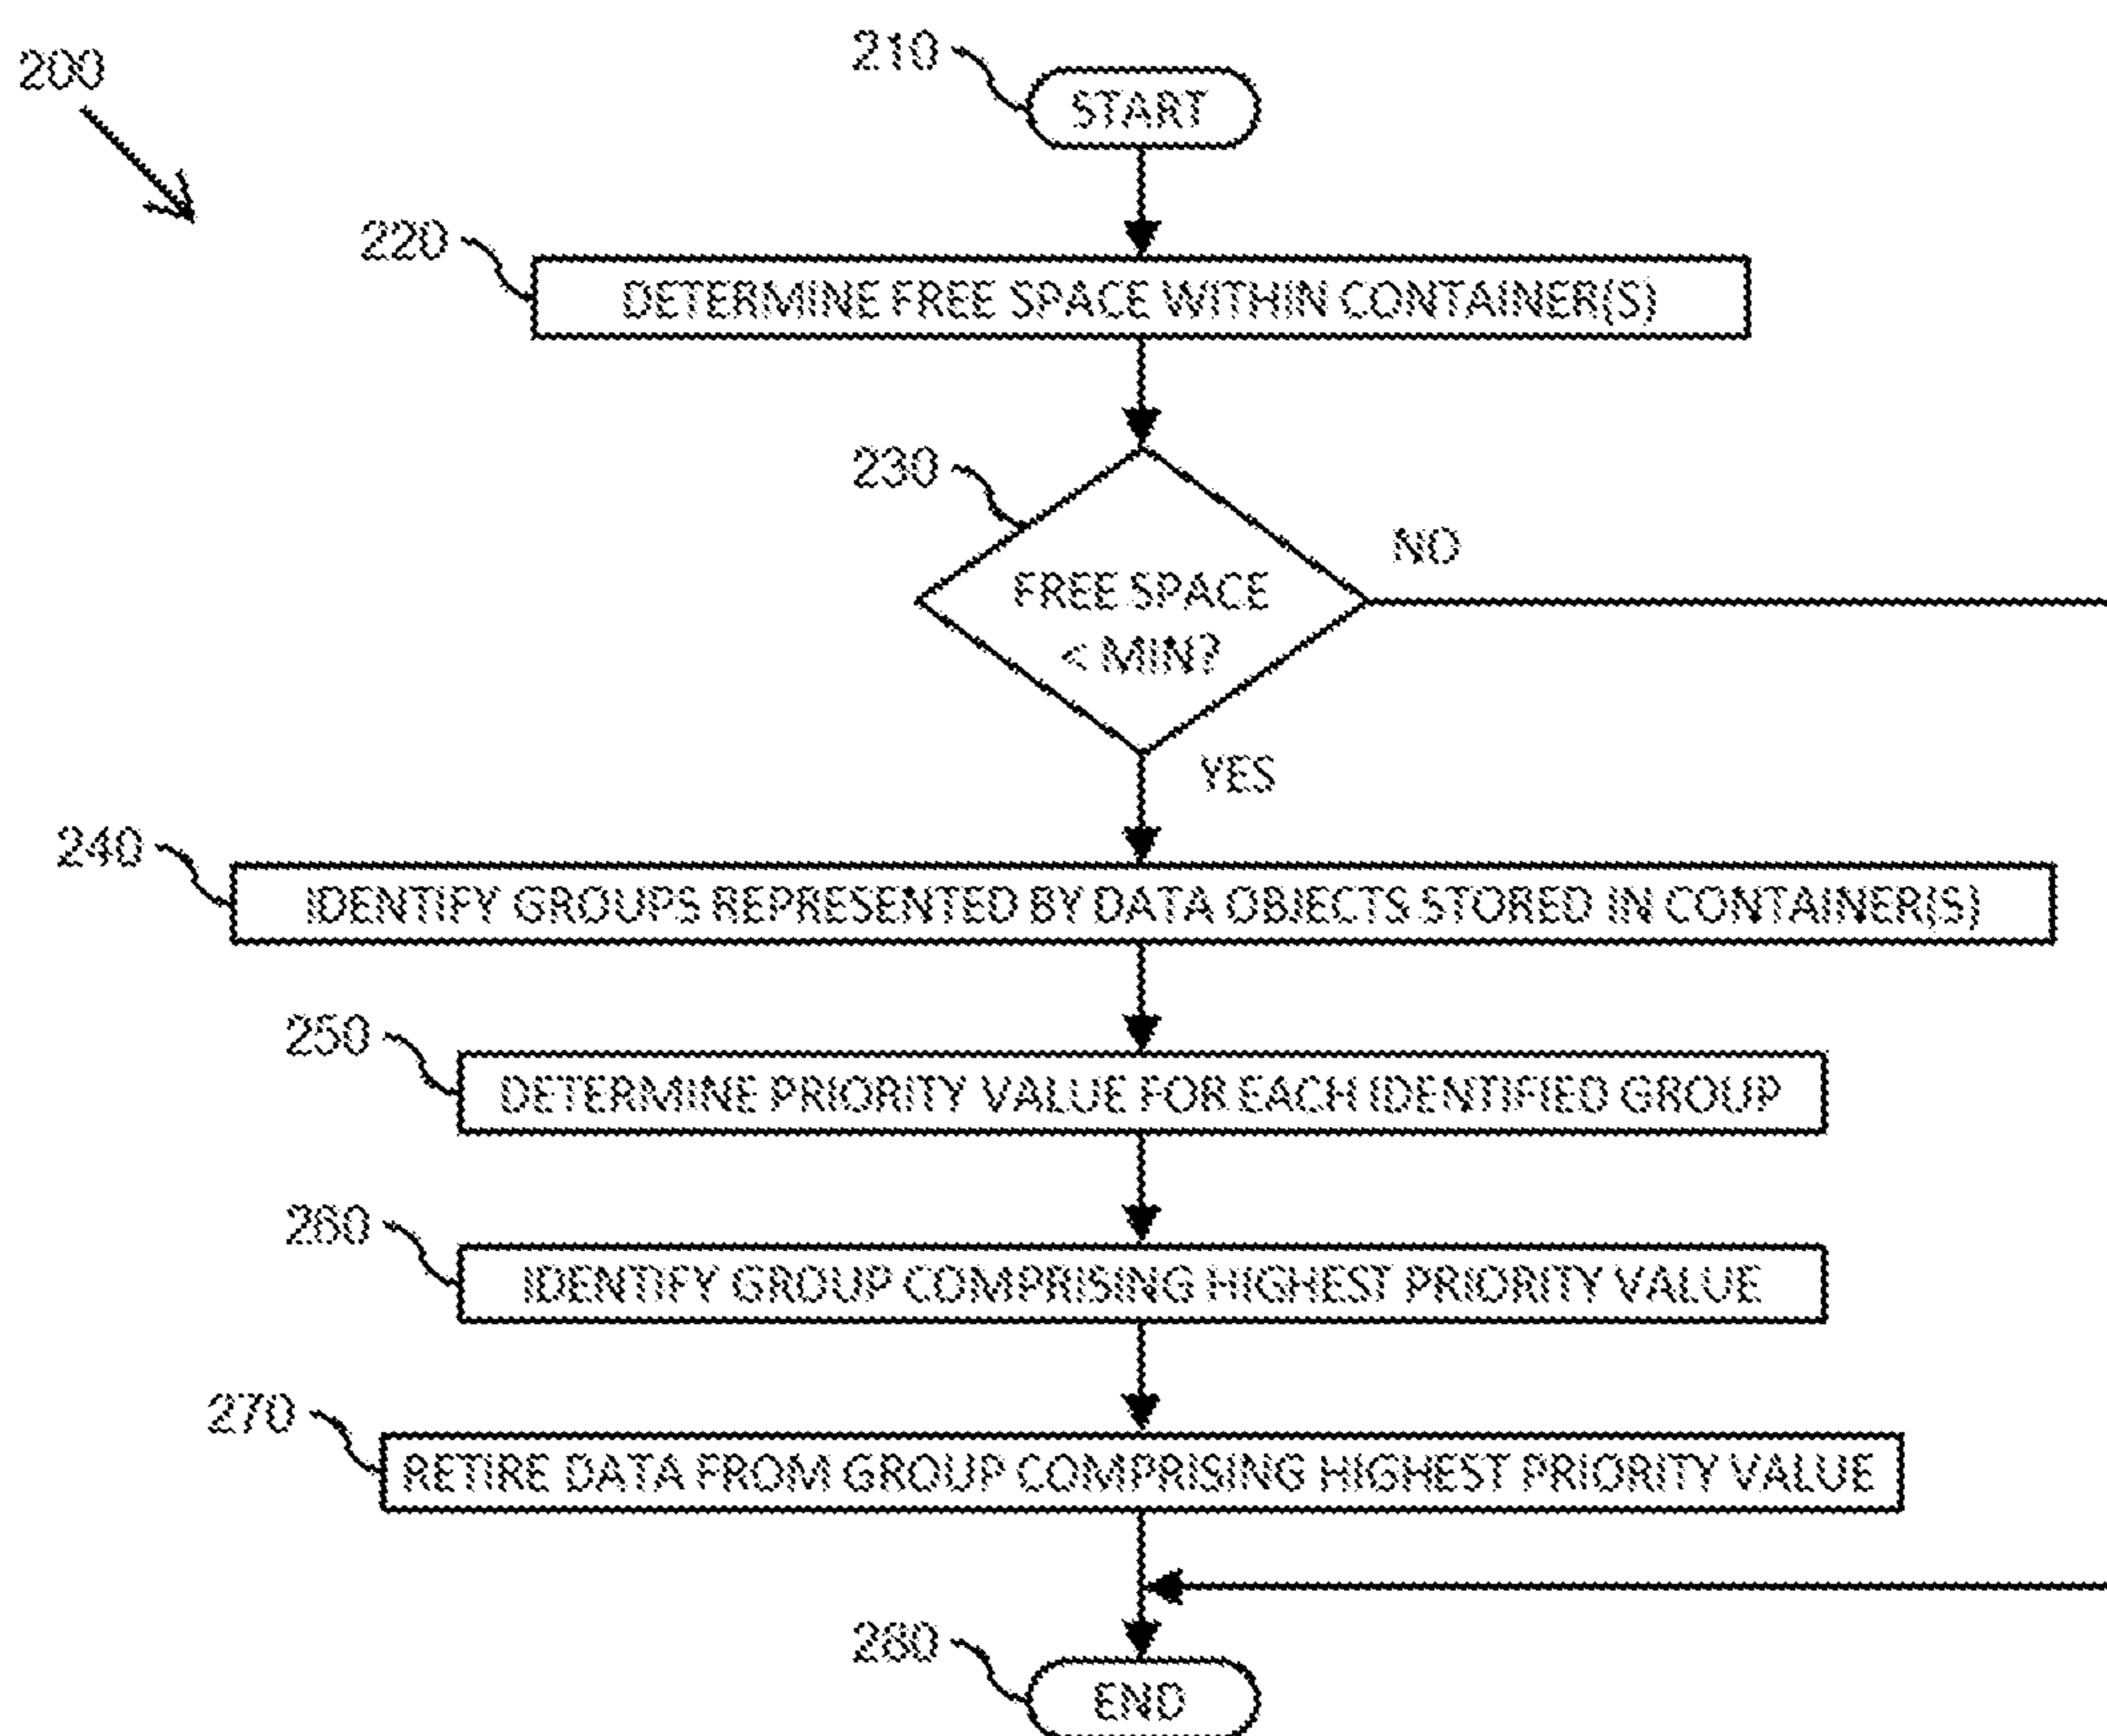 200
210
START
220
DETERMINE FREE SPACE WITHIN CONTAINER(S)
230
FREE SPACE
< MIN?
NO
YES
240
IDENTIFY GROUPS REPRESENTED BY DATA OBJECTS STORED IN CONTAINER(S)
250
DETERMINE PRIORITY VALUE FOR EACH IDENTIFIED GROUP
260
IDENTIFY GROUP COMPRISING HIGHEST PRIORITY VALUE
270
RETIRE DATA FROM GROUP COMPRISING HIGHEST PRIORITY VALUE
280
END